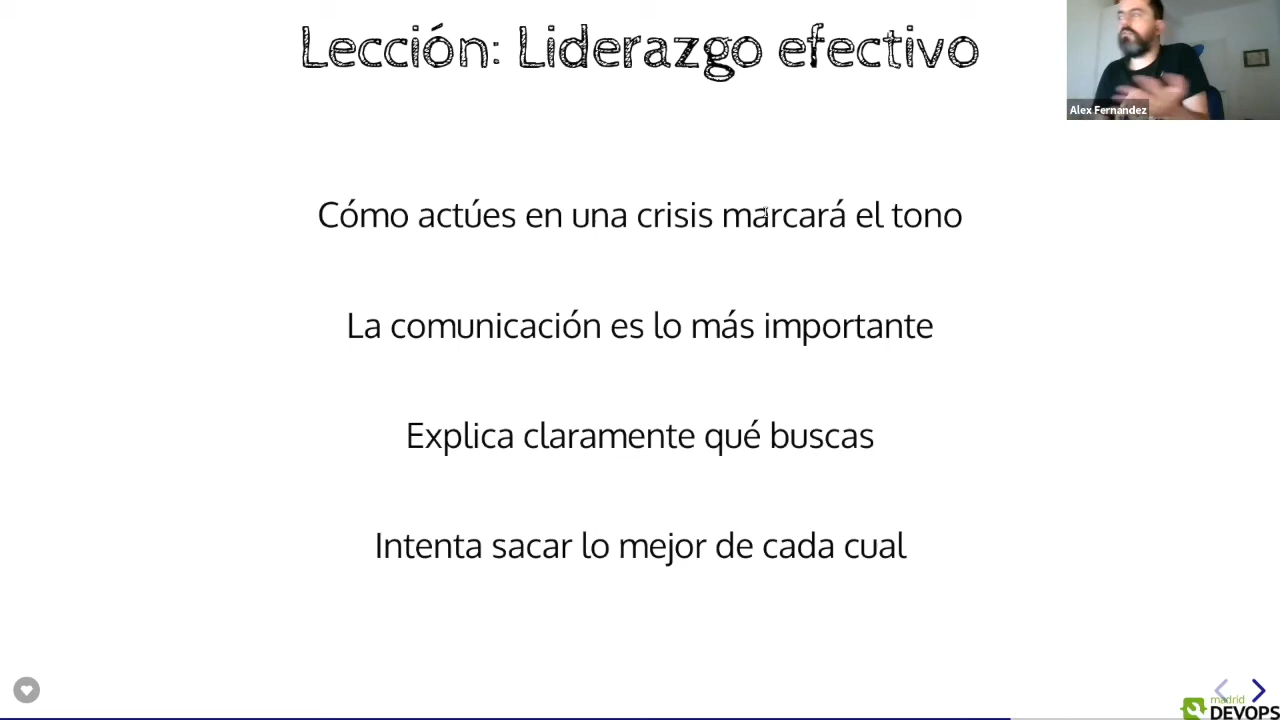 Lección: Liderazgo efectivo
Alex Fernandez
Cómo actúes en una crisis marcará el tono
La comunicación es lo más importante
Explica claramente qué buscas
Intenta sacar lo mejor de cada cual
madrid
DEVOPS